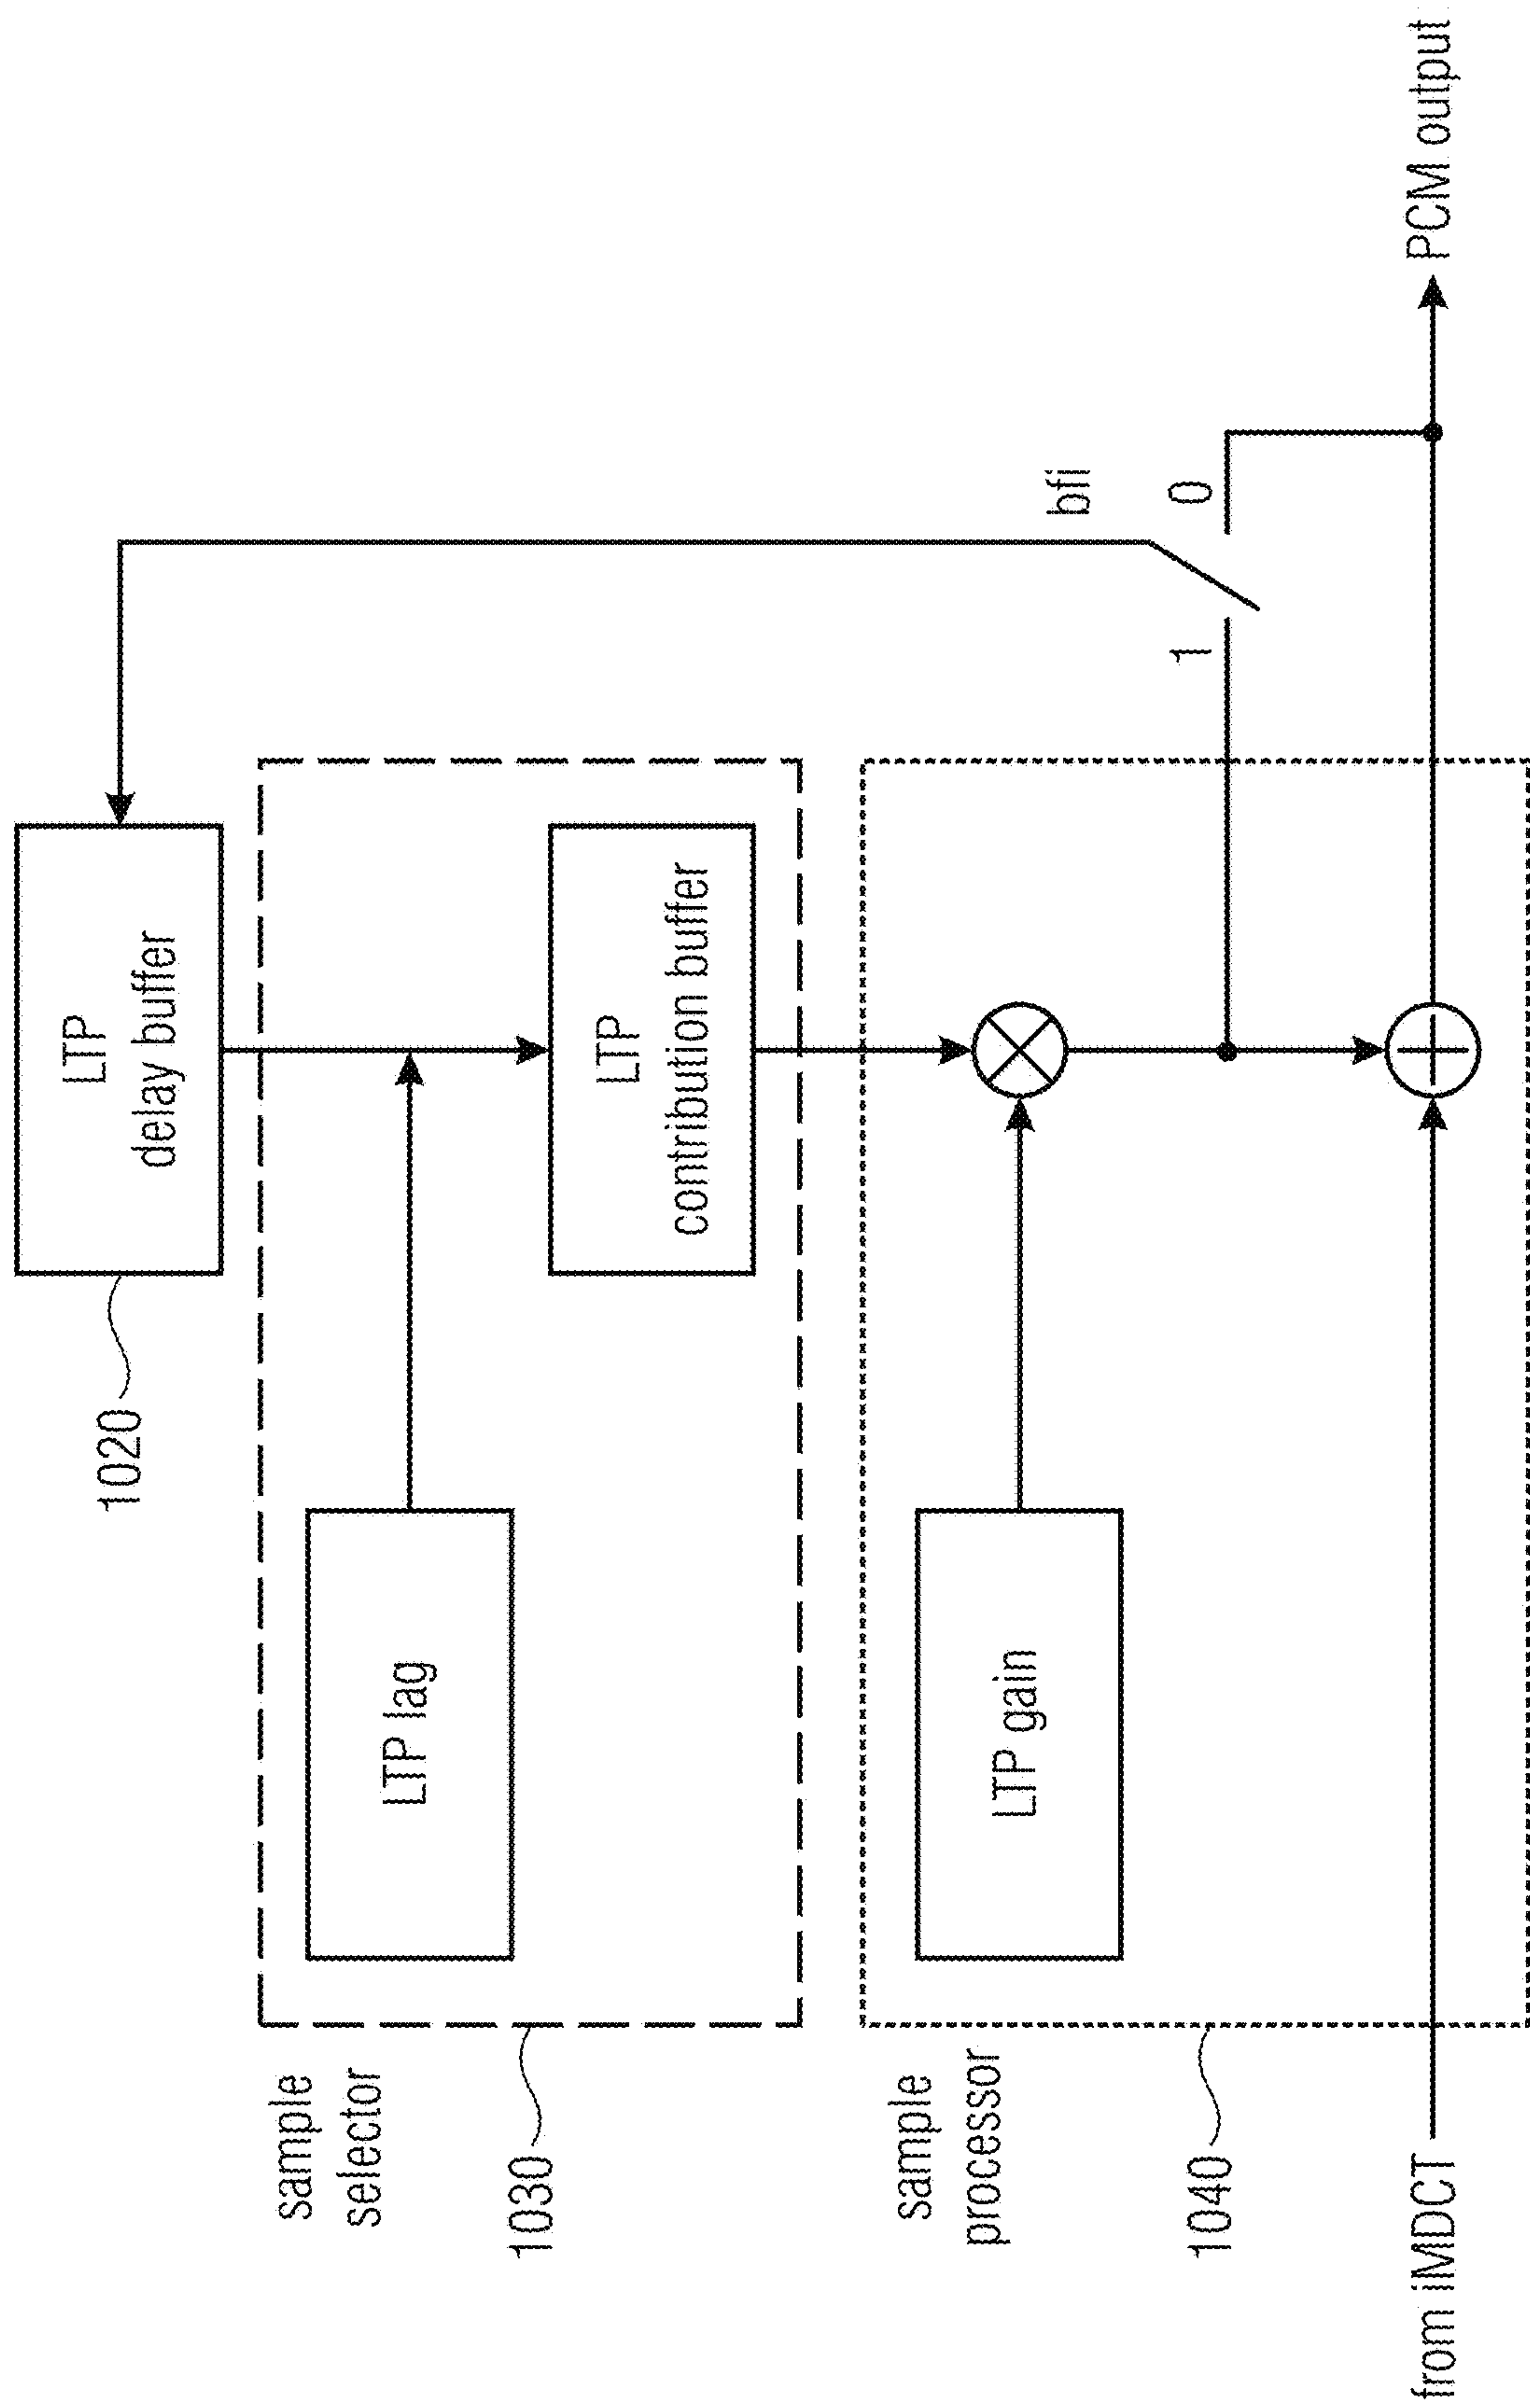 LTP
delay buffer
1020
LTP lag
LTP
contribution buffer
sample
selector
1030
LTP gain
sample
processor
1040
bfi
1
0
from iMDCT
PCM output